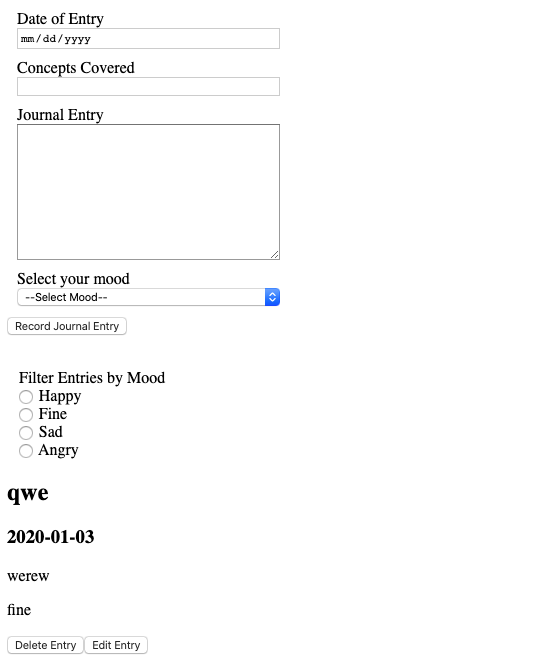 Date of Entry
mm/dd/yyyy
Concepts Covered
Journal Entry
Select your mood
--Select Mood--
Record Journal Entry
Filter Entries by Mood
Happy
Fine
Sad
Angry
qwe
2020-01-03
werew
fine
Delete Entry Edit Entry